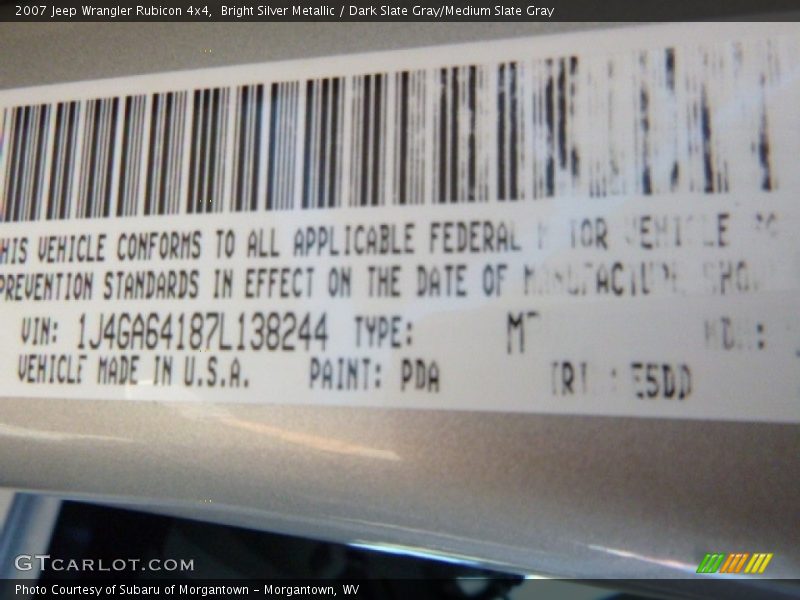 2007 Jeep Wrangler Rubicon 4x4, Bright Silver Metallic / Dark Slate Gray/Medium Slate Gray
HIS VEHICLE CONFORMS TO ALL APPLICABLE FEDERAL
PREVENTION STANDARDS IN EFFECT ON THE DATE OF
VIN: 1J4GA64187L138244 TYPE:
VEHICLE MADE IN U.S.A. PAINT: PDA E5DD
GTCARLOT.COM
Photo Courtesy of Subaru of Morgantown - Morgantown, WV